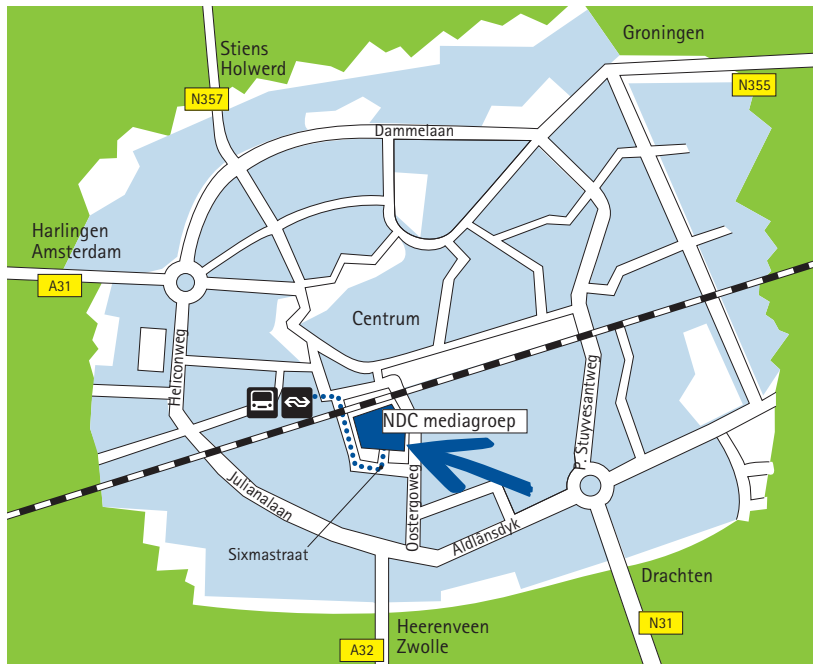 Groningen
Stiens
Holwerd
N355
N357
Dammelaan
Harlingen
Amsterdam
A31
Centrum
Heliconweg
NDC mediagroep
P. Stuyvesantweg
Julianalaan
Oostergoweg
Aldlânsdyk
Sixmastraat
Drachten
N31
Heerenveen
Zwolle
A32